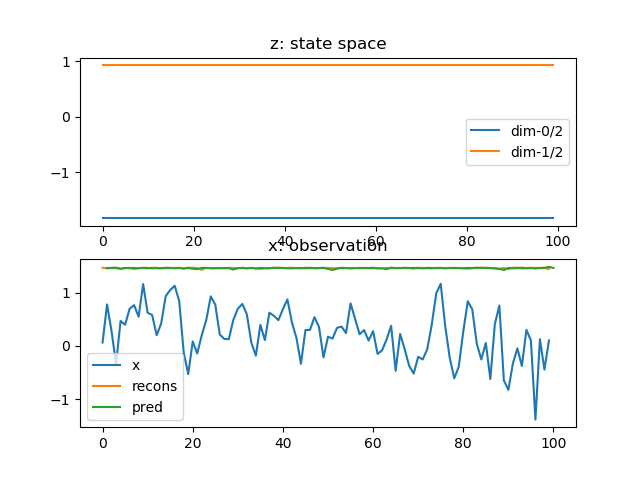 z: state space
1
0
−1
dim-0/2
dim-1/2
0 20 40 60 80 100
x: observation
1
0
−1
x
recons
pred
0 20 40 60 80 100